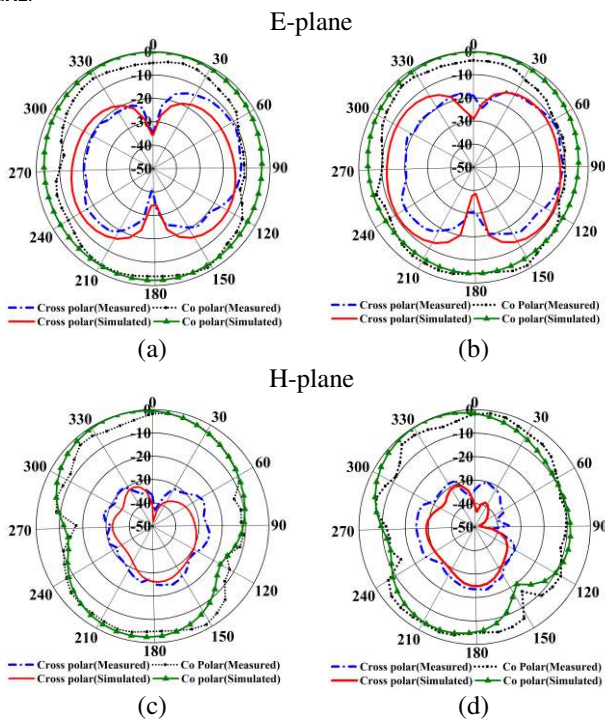 E-plane
0 0
330 0 30 330 0 30
-10 -10
300 -20 60 300 -20 60
-30 -30
-40 -40
270 -50 90 270 -50 90
240 120 240 120
210 150 210 150
180 180
Cross polar(Measured) Co Polar(Measured) Cross polar(Measured) Co Polar(Measured)
Cross polar(Simulated) Co polar(Simulated) Cross polar(Simulated) Co polar(Simulated)
(a) (b)
H-plane
0 0
330 0 30 330 0 30
-10 -10
300 -20 60 300 -20 60
-30 -30
-40 -40
270 -50 90 270 -50 90
240 120 240 120
210 150 210 150
180 180
Cross polar(Measured) Co Polar(Measured) Cross polar(Measured) Co Polar(Measured)
Cross polar(Simulated) Co polar(Simulated) Cross polar(Simulated) Co polar(Simulated)
(c) (d)